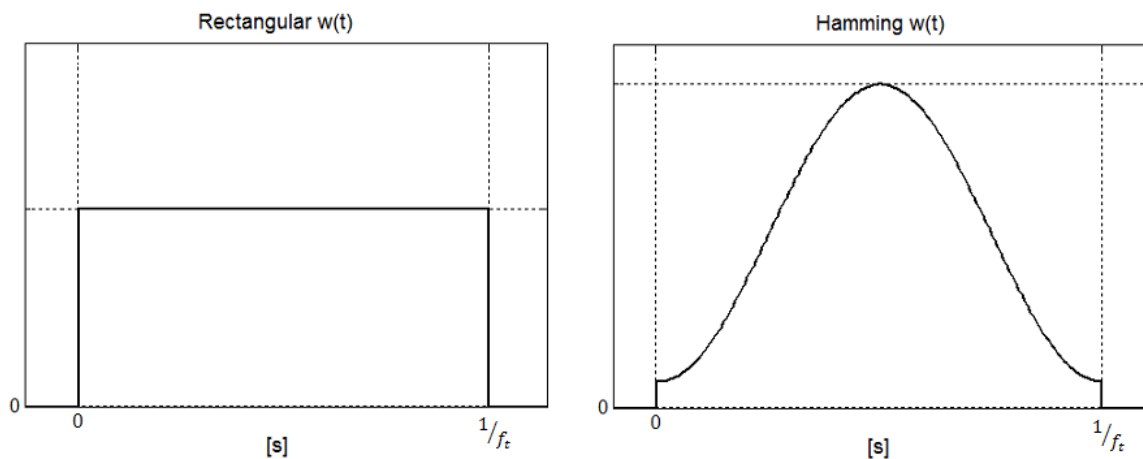 Rectangular w(t)
0
0
1/f_t
[s]
Hamming w(t)
0
0
1/f_t
[s]